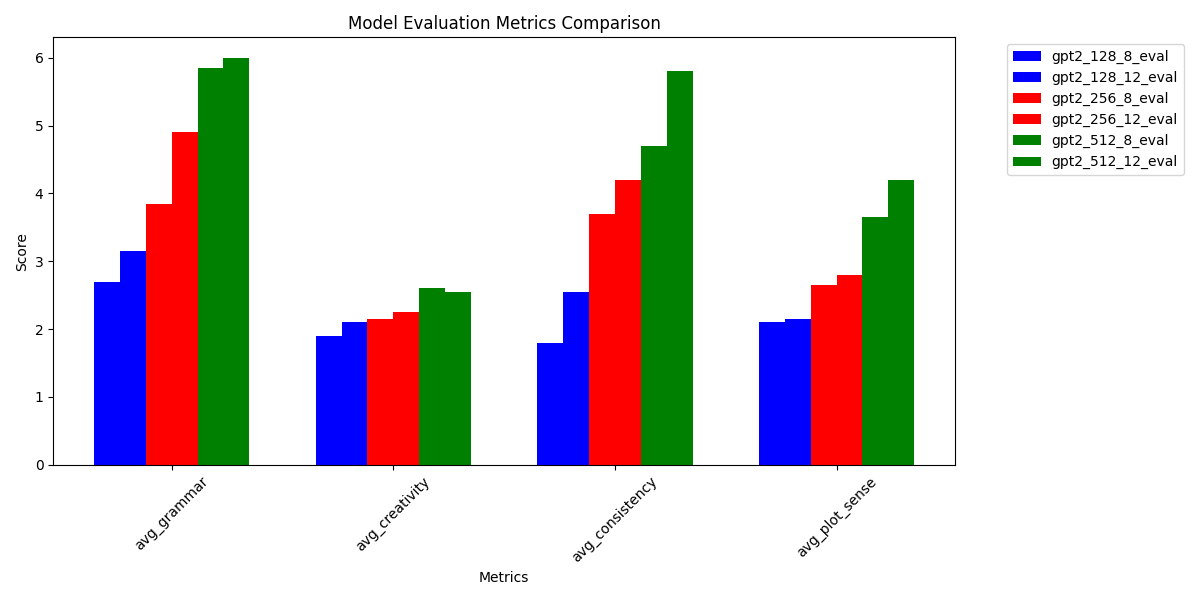 Model Evaluation Metrics Comparison
gpt2_128_8_eval
gpt2_128_12_eval
gpt2_256_8_eval
gpt2_256_12_eval
gpt2_512_8_eval
gpt2_512_12_eval
Score
6
5
4
3
2
1
0
avg_grammar
avg_creativity
avg_consistency
avg_plot_sense
Metrics